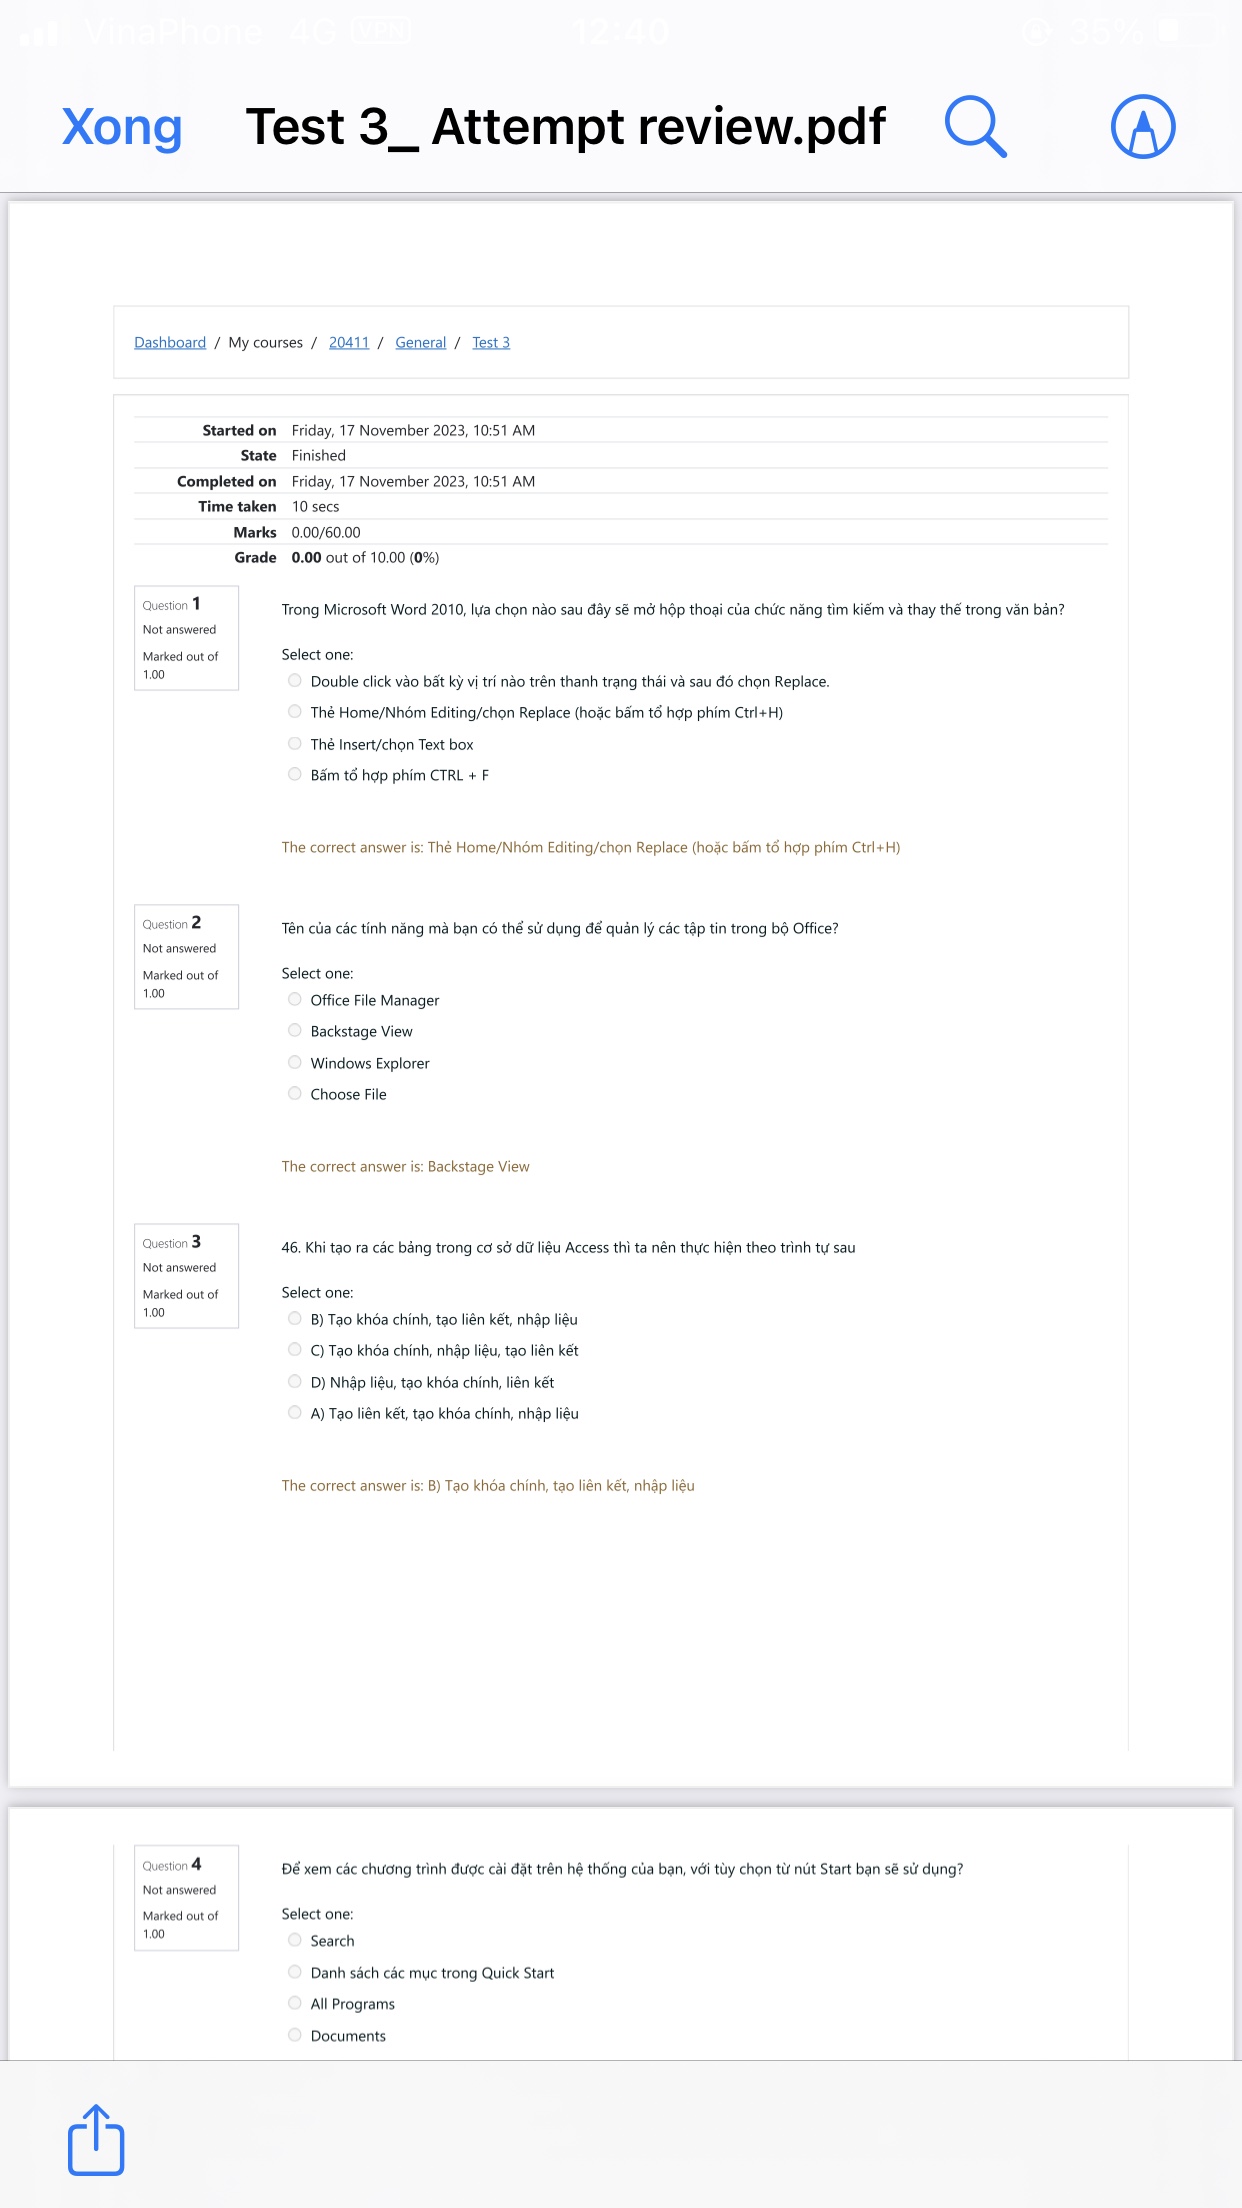 VinaPhone 4G VPN 12:40 35%
Xong Test 3_ Attempt review.pdf
Dashboard / My courses / 20411 / General / Test 3
Started on Friday, 17 November 2023, 10:51 AM
State Finished
Completed on Friday, 17 November 2023, 10:51 AM
Time taken 10 secs
Marks 0.00/60.00
Grade 0.00 out of 10.00 (0%)
Question 1
Not answered
Marked out of
1.00
Trong Microsoft Word 2010, lựa chọn nào sau đây sẽ mở hộp thoại của chức năng tìm kiếm và thay thế trong văn bản?
Select one:
Double click vào bất kỳ vị trí nào trên thanh trạng thái và sau đó chọn Replace.
Thẻ Home/Nhóm Editing/chọn Replace (hoặc bấm tổ hợp phím Ctrl+H)
Thẻ Insert/chọn Text box
Bấm tổ hợp phím CTRL + F
The correct answer is: Thẻ Home/Nhóm Editing/chọn Replace (hoặc bấm tổ hợp phím Ctrl+H)
Question 2
Not answered
Marked out of
1.00
Tên của các tính năng mà bạn có thể sử dụng để quản lý các tập tin trong bộ Office?
Select one:
Office File Manager
Backstage View
Windows Explorer
Choose File
The correct answer is: Backstage View
Question 3
Not answered
Marked out of
1.00
46. Khi tạo ra các bảng trong cơ sở dữ liệu Access thì ta nên thực hiện theo trình tự sau
Select one:
B) Tạo khóa chính, tạo liên kết, nhập liệu
C) Tạo khóa chính, nhập liệu, tạo liên kết
D) Nhập liệu, tạo khóa chính, liên kết
A) Tạo liên kết, tạo khóa chính, nhập liệu
The correct answer is: B) Tạo khóa chính, tạo liên kết, nhập liệu
Question 4
Not answered
Marked out of
1.00
Để xem các chương trình được cài đặt trên hệ thống của bạn, với tùy chọn từ nút Start bạn sẽ sử dụng?
Select one:
Search
Danh sách các mục trong Quick Start
All Programs
Documents